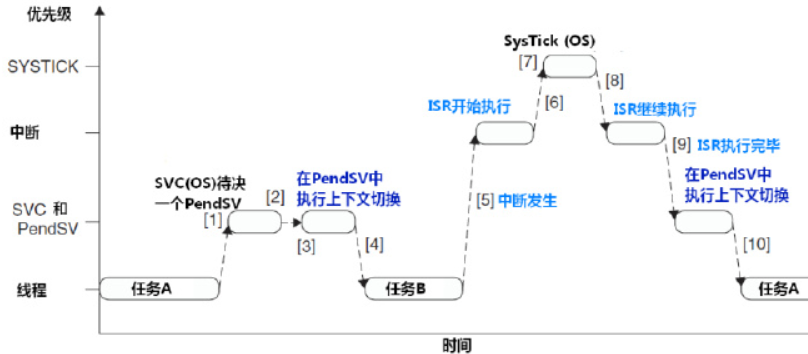 优先级
SysTick (OS)
SYSTICK
[7]
[8]
ISR开始执行
[6]
ISR继续执行
中断
[9] ISR执行完毕
SVC(OS)待决
一个PendSV
[2]
在PendSV中
执行上下文切换
在PendSV中
执行上下文切换
SVC 和
PendSV
[1]
[3]
[4]
[5] 中断发生
[10]
线程
任务A
任务B
任务A
时间